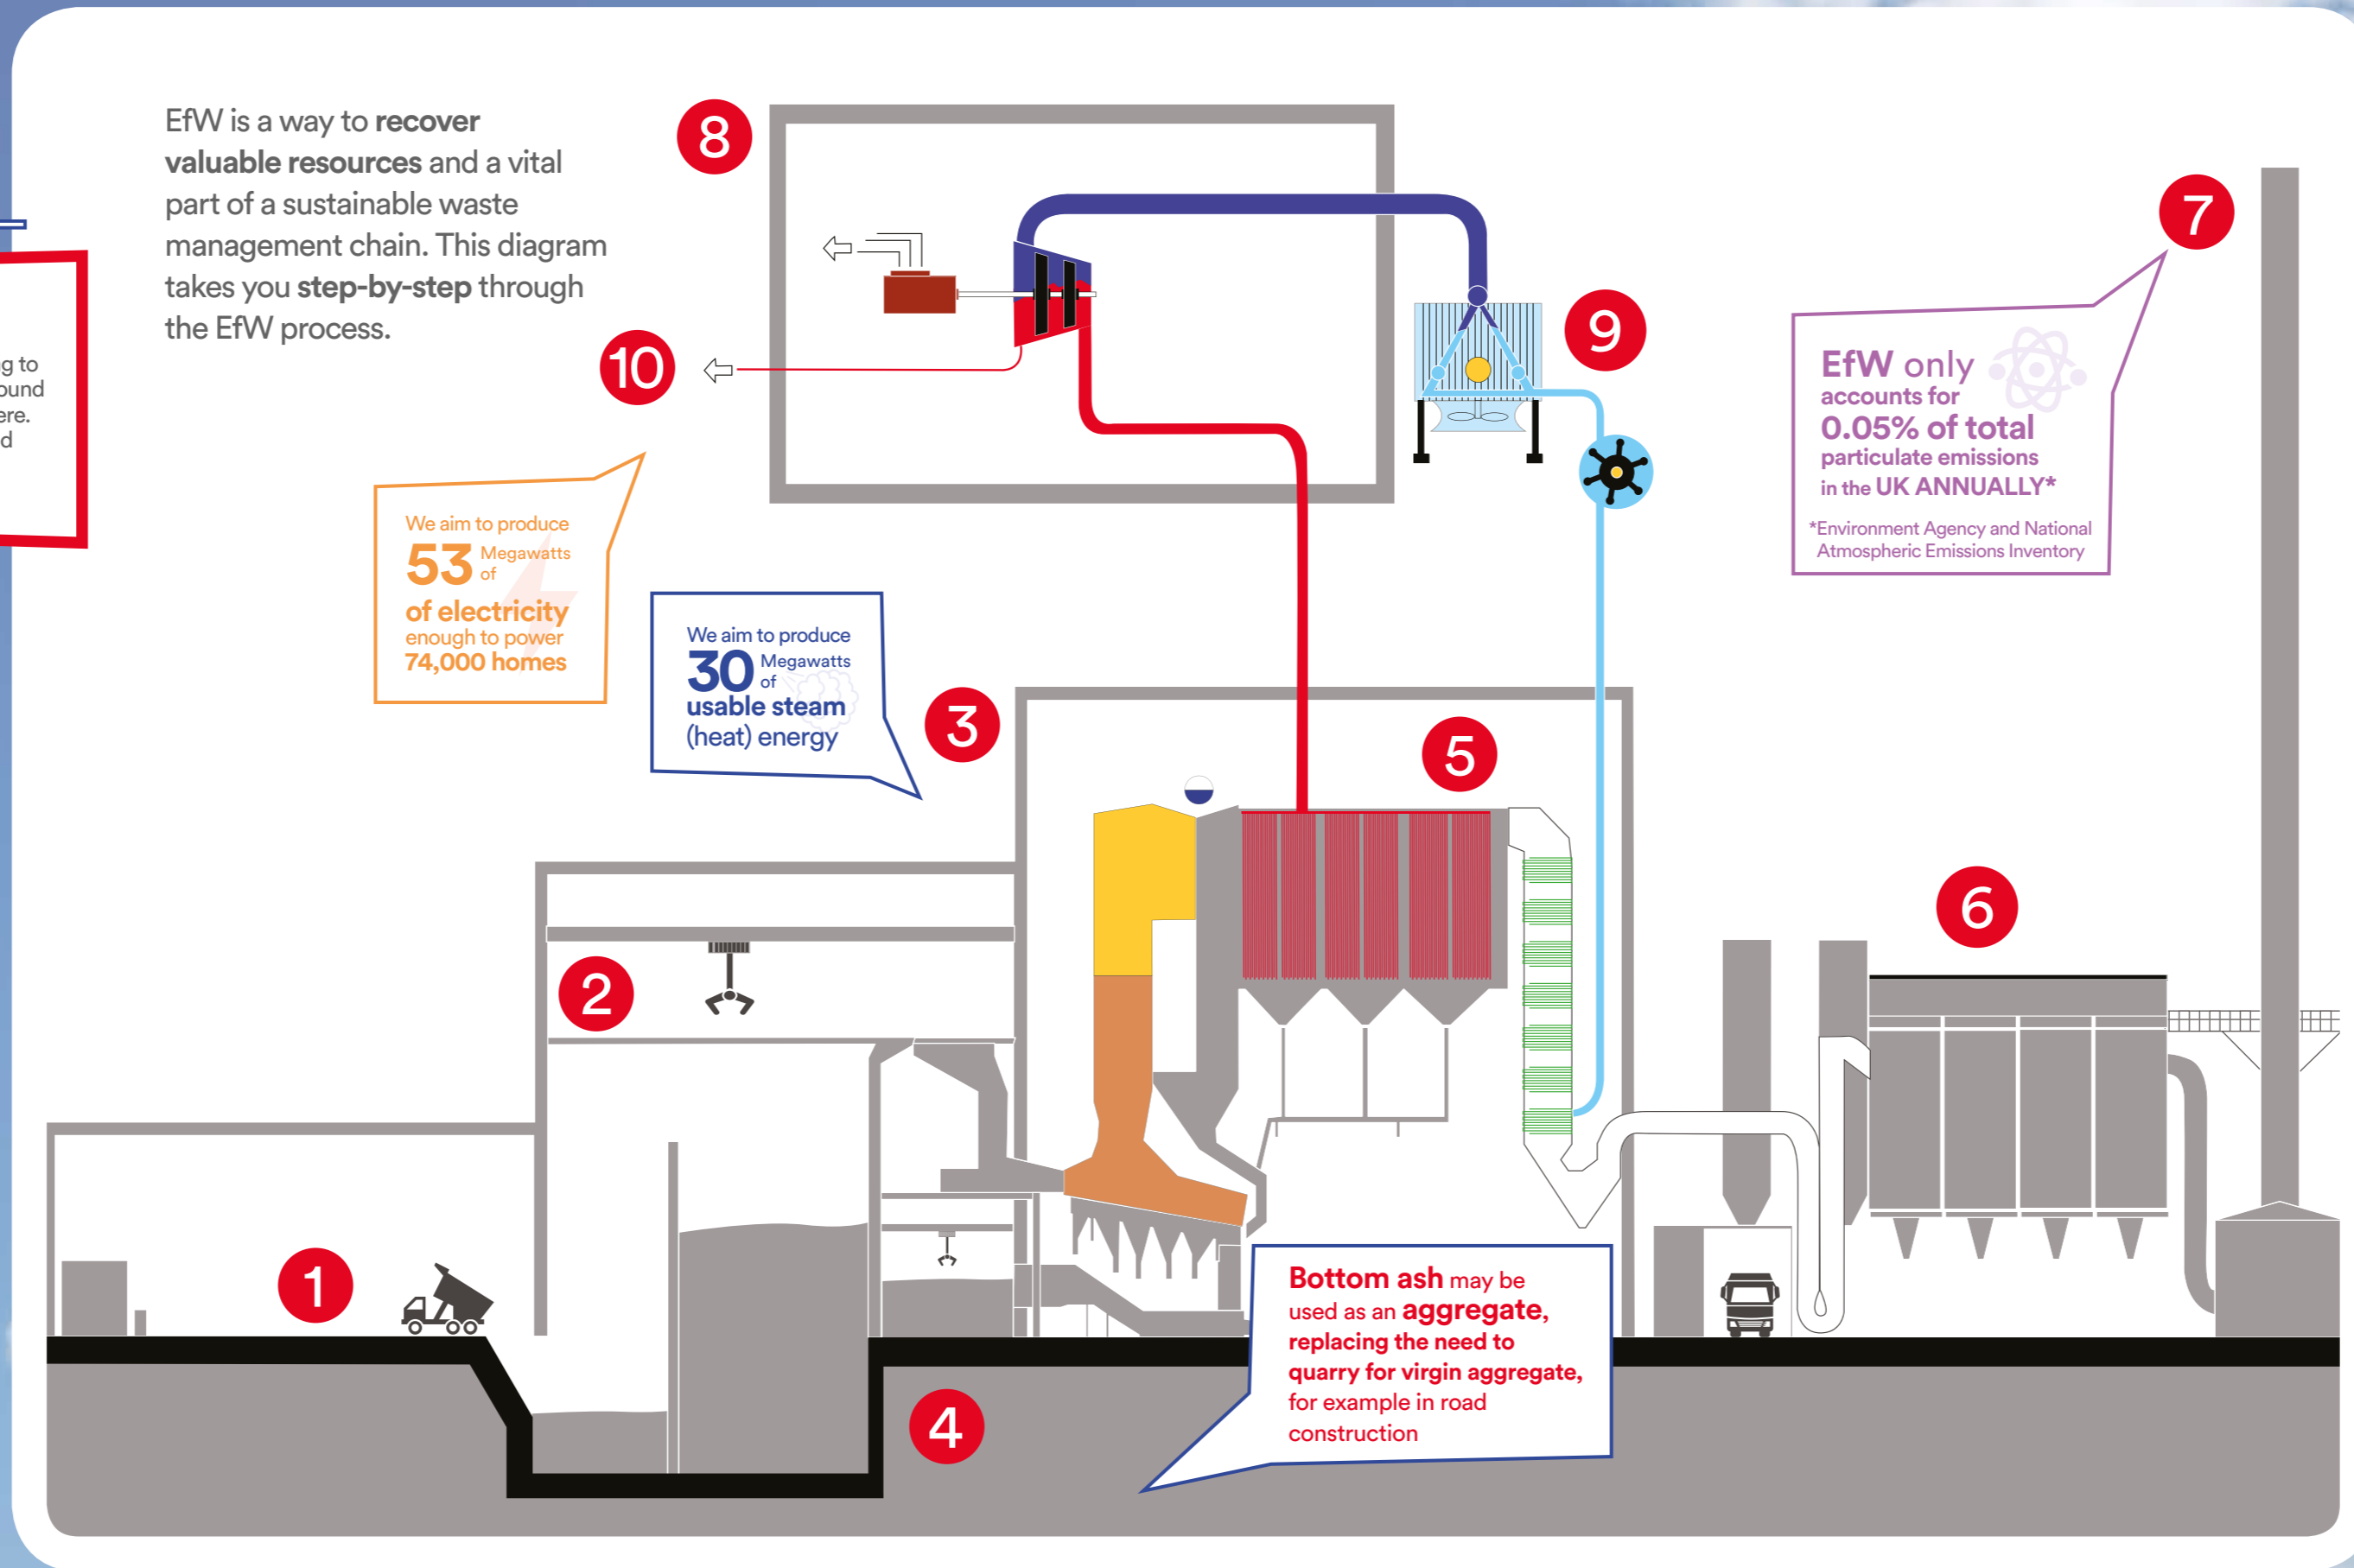 EfW is a way to recover
valuable resources and a vital
part of a sustainable waste
management chain. This diagram
takes you step-by-step through
the EfW process.
g to
ound
ere.
d
8
7
9
10
EfW only
accounts for
0.05% of total
particulate emissions
in the UK ANNUALLY*
*Environment Agency and National
Atmospheric Emissions Inventory
We aim to produce
53 Megawatts
of
of electricity
enough to power
74,000 homes
We aim to produce
30 Megawatts
of
usable steam
(heat) energy
3
5
6
2
1
4
Bottom ash may be
used as an aggregate,
replacing the need to
quarry for virgin aggregate,
for example in road
construction